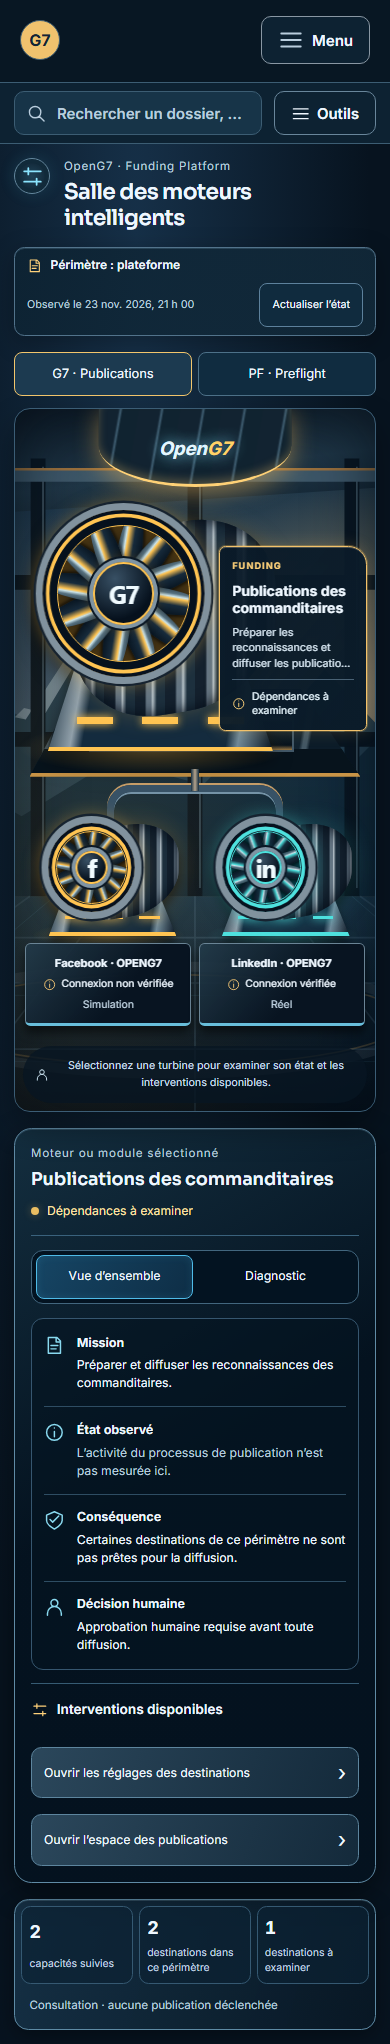 G7
Menu
Rechercher un dossier, ...
Outils
OpenG7 · Funding Platform
Salle des moteurs
intelligents
Périmètre : plateforme
Observé le 23 nov. 2026, 21 h 00
Actualiser l'état
G7 · Publications
PF · Preflight
OpenG7
G7
FUNDING
Publications des
commanditaires
Préparer les
reconnaissances et
diffuser les publicatio...
Dépendances à
examiner
f
in
Facebook · OPENG7
Connexion non vérifiée
Simulation
LinkedIn · OPENG7
Connexion vérifiée
Réel
Sélectionnez une turbine pour examiner son état et les
interventions disponibles.
Moteur ou module sélectionné
Publications des commanditaires
Dépendances à examiner
Vue d'ensemble
Diagnostic
Mission
Préparer et diffuser les reconnaissances des
commanditaires.
État observé
L'activité du processus de publication n'est
pas mesurée ici.
Conséquence
Certaines destinations de ce périmètre ne sont
pas prêtes pour la diffusion.
Décision humaine
Approbation humaine requise avant toute
diffusion.
Interventions disponibles
Ouvrir les réglages des destinations
Ouvrir l'espace des publications
2
capacités suivies
2
destinations dans
ce périmètre
1
destinations à
examiner
Consultation · aucune publication déclenchée